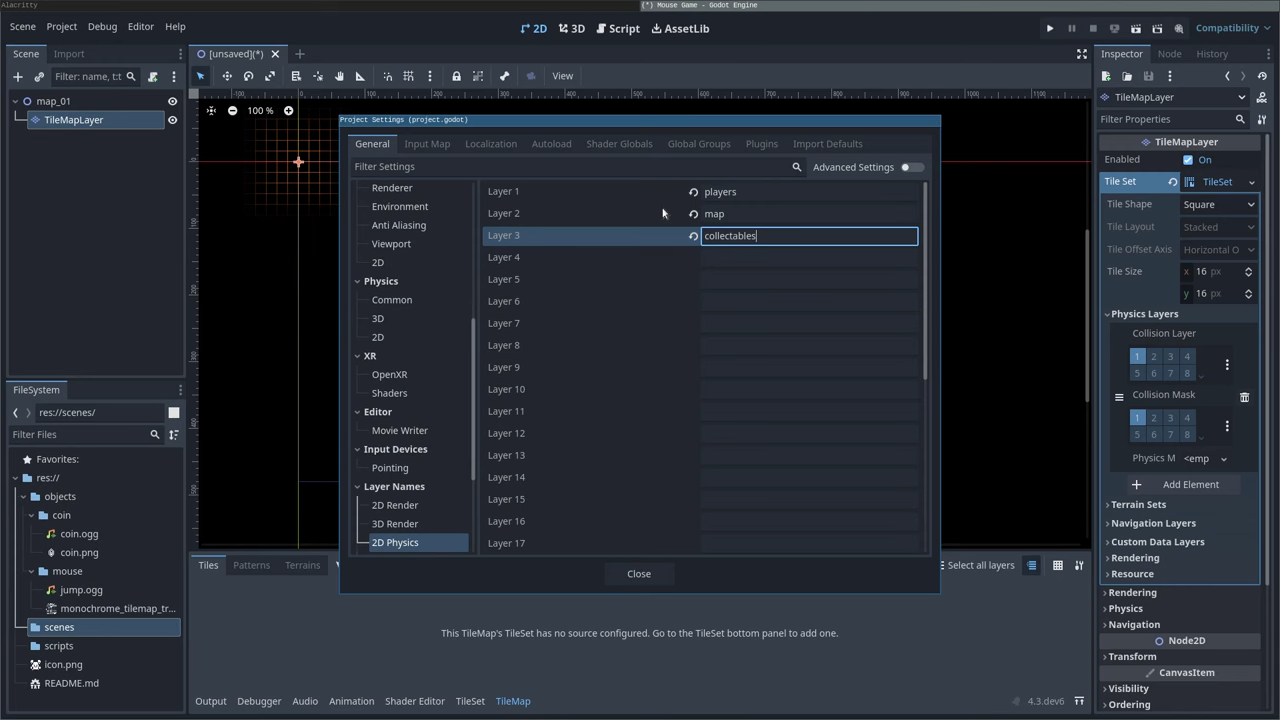 Alacritty
(*) Mouse Game - Godot Engine
Scene Project Debug Editor Help
2D 3D Script AssetLib
Compatibility
Scene Import
[unsaved](*)
Inspector Node History
Filter: name, t:t
View
100 %
map_01
TileMapLayer
TileMapLayer
Filter Properties
TileMapLayer
Enabled On
Tile Set TileSet
Tile Shape Square
Tile Layout Stacked
Tile Offset Axis Horizontal O
Tile Size x 16 px
y 16 px
Physics Layers
Collision Layer
1 2 3 4
5 6 7 8
Collision Mask
1 2 3 4
5 6 7 8
Physics M <emp
Add Element
Terrain Sets
Navigation Layers
Custom Data Layers
Rendering
Resource
Rendering
Physics
Navigation
Node2D
Transform
CanvasItem
Visibility
Ordering
Project Settings (project.godot)
General Input Map Localization Autoload Shader Globals Global Groups Plugins Import Defaults
Filter Settings
Advanced Settings
Renderer
Environment
Anti Aliasing
Viewport
2D
Physics
Common
3D
2D
XR
OpenXR
Shaders
Editor
Movie Writer
Input Devices
Pointing
Layer Names
2D Render
3D Render
2D Physics
Layer 1 players
Layer 2 map
Layer 3 collectables
Layer 4
Layer 5
Layer 6
Layer 7
Layer 8
Layer 9
Layer 10
Layer 11
Layer 12
Layer 13
Layer 14
Layer 15
Layer 16
Layer 17
Close
FileSystem
res://scenes/
Filter Files
Favorites:
res://
objects
coin
coin.ogg
coin.png
mouse
jump.ogg
monochrome_tilemap_tr...
scenes
scripts
icon.png
README.md
Tiles Patterns Terrains
Select all layers
This TileMap's TileSet has no source configured. Go to the TileSet bottom panel to add one.
Output Debugger Audio Animation Shader Editor TileSet TileMap
4.3.dev6